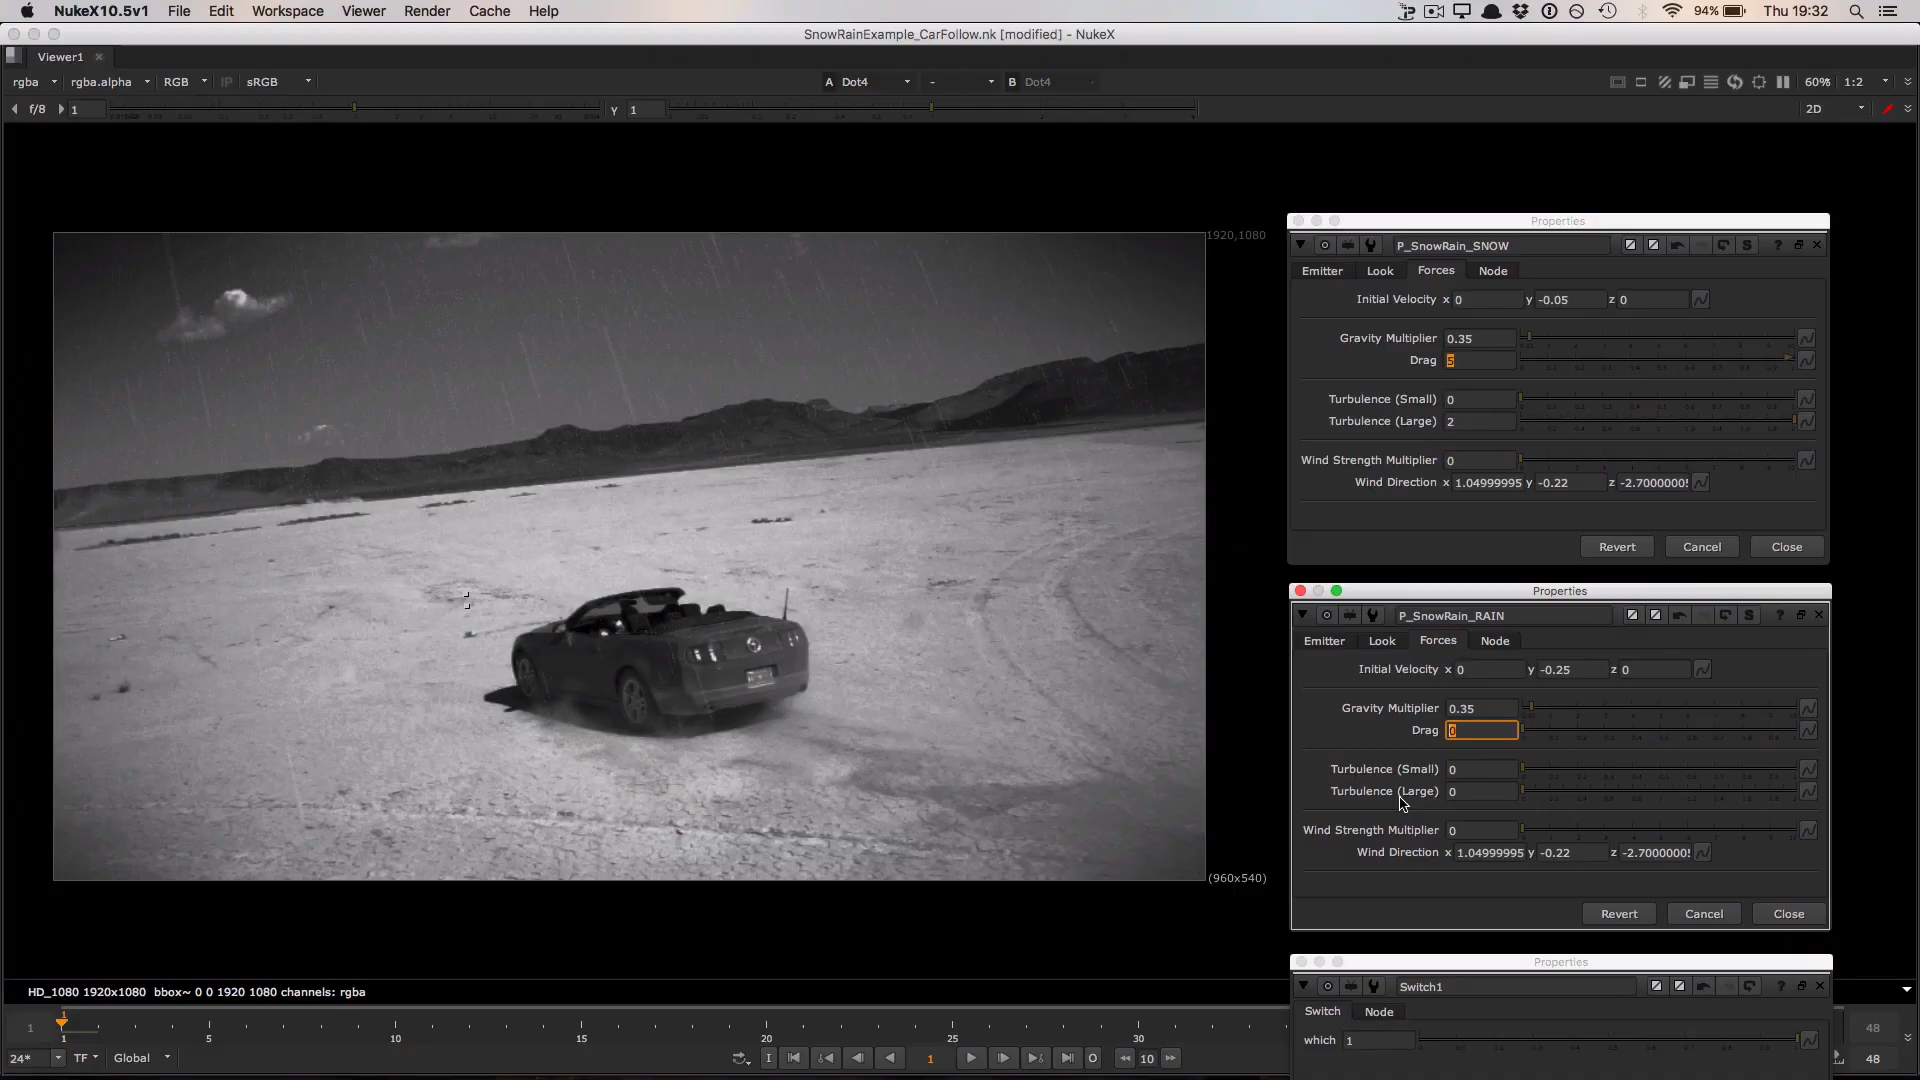 NukeX10.5v1 File Edit Workspace Viewer Render Cache Help 94% Thu 19:32
SnowRainExample_CarFollow.nk [modified] - NukeX
Viewer1
rgba rgba.alpha RGB IP sRGB A Dot4 - B Dot4 60% 1:2
f/8 1 y 1 2D
1920,1080
(960x540)
Properties
P_SnowRain_SNOW S ?
Emitter Look Forces Node
Initial Velocity x 0 y -0.05 z 0
Gravity Multiplier 0.35
Drag 5
Turbulence (Small) 0
Turbulence (Large) 2
Wind Strength Multiplier 0
Wind Direction x 1.04999995 y -0.22 z -2.7000000
Revert Cancel Close
Properties
P_SnowRain_RAIN S ?
Emitter Look Forces Node
Initial Velocity x 0 y -0.25 z 0
Gravity Multiplier 0.35
Drag 0
Turbulence (Small) 0
Turbulence (Large) 0
Wind Strength Multiplier 0
Wind Direction x 1.04999995 y -0.22 z -2.7000000
Revert Cancel Close
Properties
Switch1 ?
Switch Node
which 1
HD_1080 1920x1080 bbox~ 0 0 1920 1080 channels: rgba
1
1 1 5 10 15 20 25 30 48
24* TF Global I 1 O 10 48